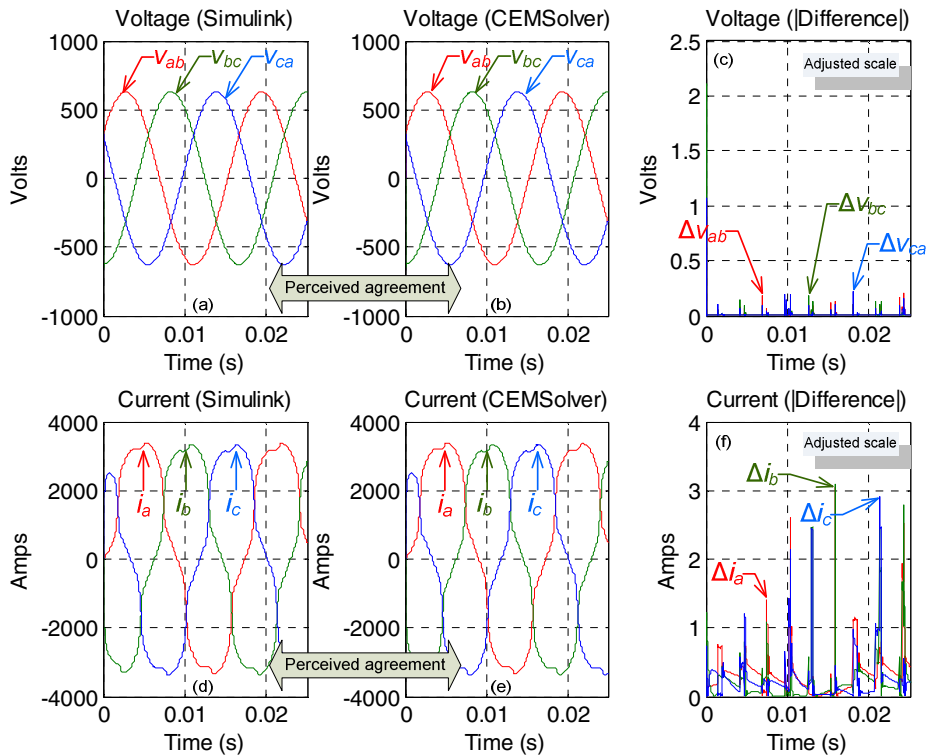 Voltage (Simulink)
1000
500
0
-500
-1000
Volts
v_ab
v_bc
v_ca
(a)
0
0.01
0.02
Time (s)
Voltage (CEMSolver)
1000
500
0
-500
-1000
Volts
v_ab
v_bc
v_ca
Perceived agreement
(b)
0
0.01
0.02
Time (s)
Voltage (|Difference|)
2.5
2
1.5
1
0.5
0
Volts
(c)
Adjusted scale
Δv_ab
Δv_bc
Δv_ca
0
0.01
0.02
Time (s)
Current (Simulink)
4000
2000
0
-2000
-4000
Amps
i_a
i_b
i_c
(d)
0
0.01
0.02
Time (s)
Current (CEMSolver)
4000
2000
0
-2000
-4000
Amps
i_a
i_b
i_c
Perceived agreement
(e)
0
0.01
0.02
Time (s)
Current (|Difference|)
4
3
2
1
0
Amps
(f)
Adjusted scale
Δi_b
Δi_c
Δi_a
0
0.01
0.02
Time (s)